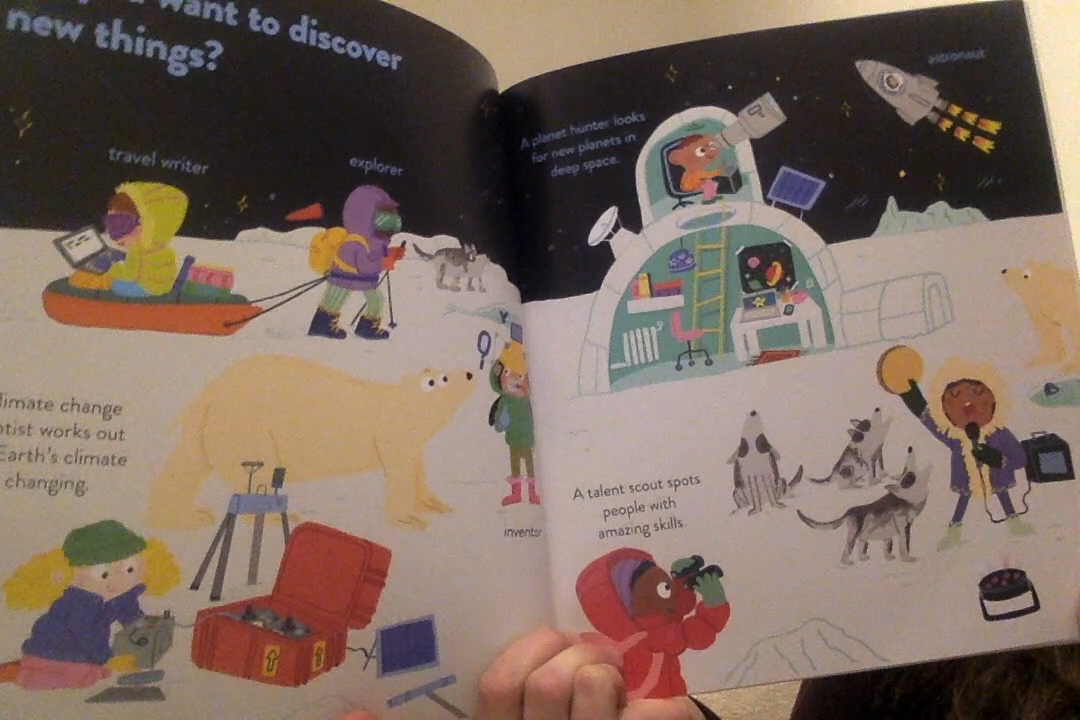 want to discover
new things?
travel writer
explorer
limate change
ntist works out
Earth's climate
changing.
inventor
A planet hunter looks
for new planets in
deep space.
astronaut
A talent scout spots
people with
amazing skills.